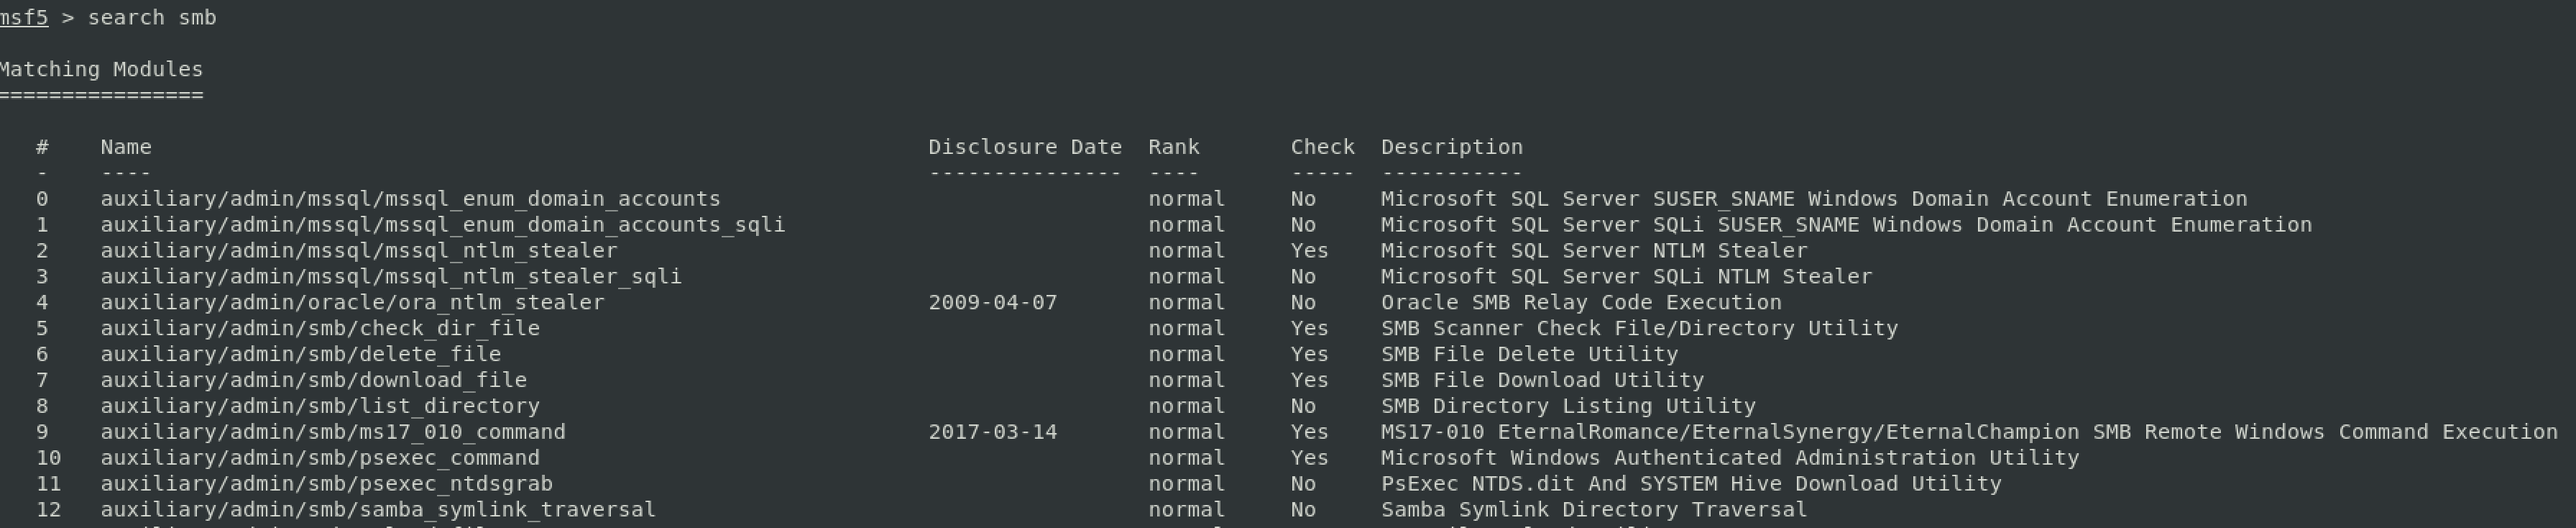 msf5 > search smb
Matching Modules
================
#    Name                                                            Disclosure Date  Rank       Check  Description
-    ----                                                            ---------------  ----       -----  -----------
0    auxiliary/admin/mssql/mssql_enum_domain_accounts                                 normal     No     Microsoft SQL Server SUSER_SNAME Windows Domain Account Enumeration
1    auxiliary/admin/mssql/mssql_enum_domain_accounts_sqli                            normal     No     Microsoft SQL Server SQLi SUSER_SNAME Windows Domain Account Enumeration
2    auxiliary/admin/mssql/mssql_ntlm_stealer                                         normal     Yes    Microsoft SQL Server NTLM Stealer
3    auxiliary/admin/mssql/mssql_ntlm_stealer_sqli                                    normal     No     Microsoft SQL Server SQLi NTLM Stealer
4    auxiliary/admin/oracle/ora_ntlm_stealer                         2009-04-07       normal     No     Oracle SMB Relay Code Execution
5    auxiliary/admin/smb/check_dir_file                                               normal     Yes    SMB Scanner Check File/Directory Utility
6    auxiliary/admin/smb/delete_file                                                  normal     Yes    SMB File Delete Utility
7    auxiliary/admin/smb/download_file                                                normal     Yes    SMB File Download Utility
8    auxiliary/admin/smb/list_directory                                               normal     No     SMB Directory Listing Utility
9    auxiliary/admin/smb/ms17_010_command                            2017-03-14       normal     Yes    MS17-010 EternalRomance/EternalSynergy/EternalChampion SMB Remote Windows Command Execution
10   auxiliary/admin/smb/psexec_command                                               normal     Yes    Microsoft Windows Authenticated Administration Utility
11   auxiliary/admin/smb/psexec_ntdsgrab                                              normal     No     PsExec NTDS.dit And SYSTEM Hive Download Utility
12   auxiliary/admin/smb/samba_symlink_traversal                                      normal     No     Samba Symlink Directory Traversal